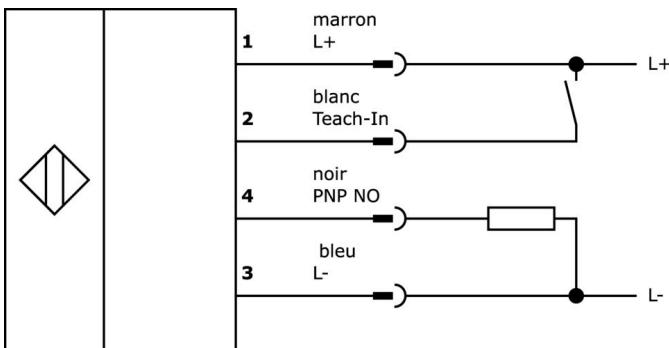 marron
1 L+
L+
blanc
2 Teach-In
noir
4 PNP NO
bleu
3 L-
L-